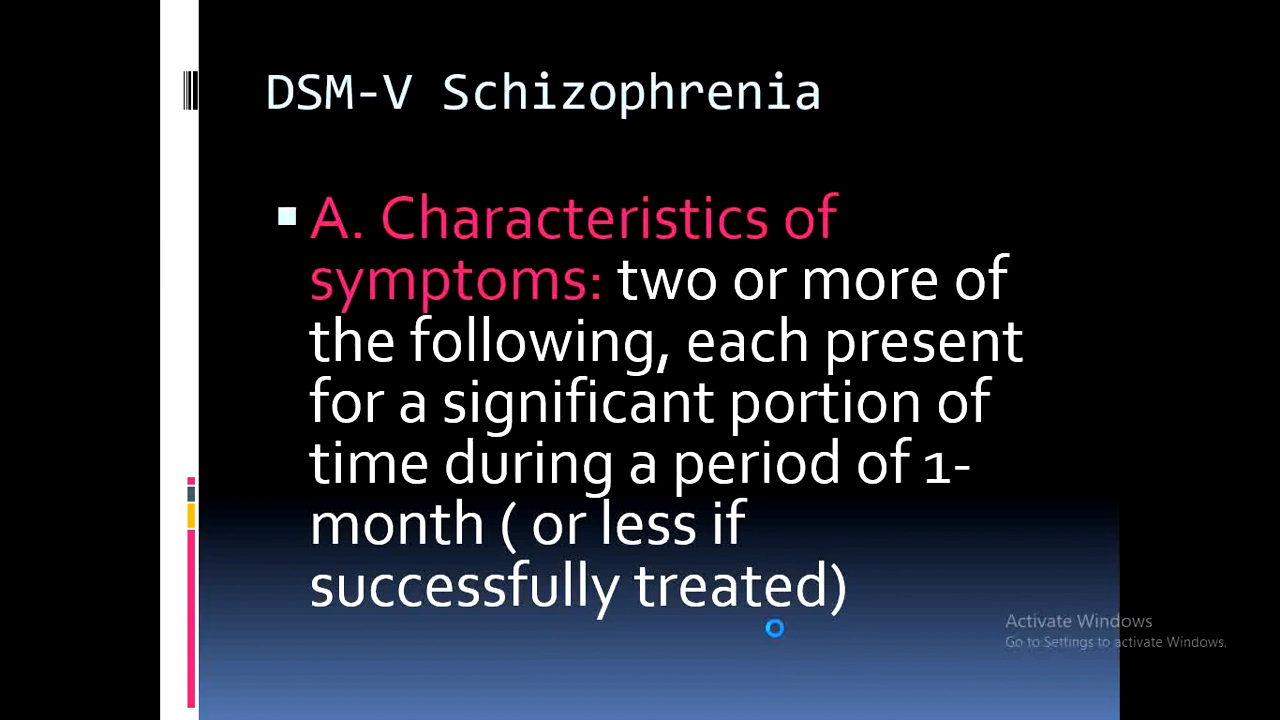 DSM-V Schizophrenia
A. Characteristics of
symptoms: two or more of
the following, each present
for a significant portion of
time during a period of 1-
month ( or less if
successfully treated)
Activate Windows
Go to Settings to activate Windows.